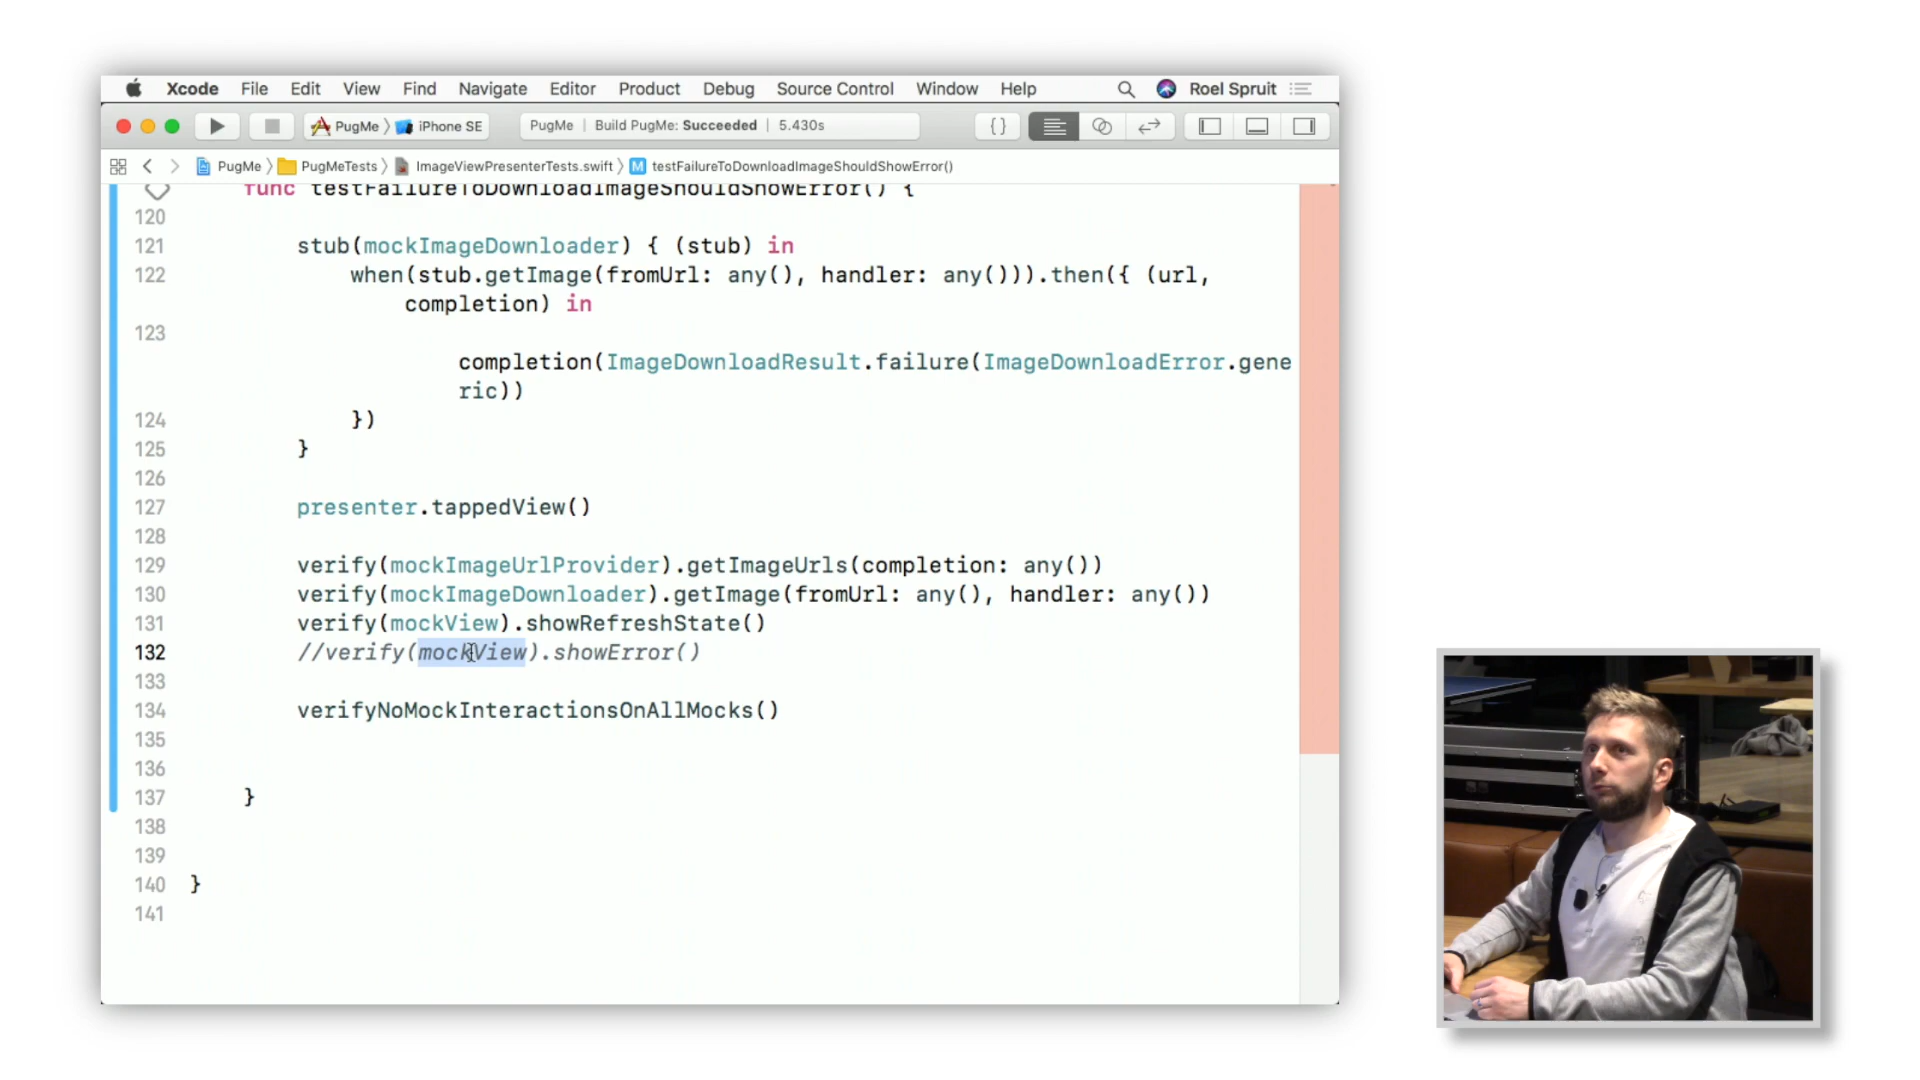 Xcode File Edit View Find Navigate Editor Product Debug Source Control Window Help Roel Spruit
PugMe iPhone SE PugMe | Build PugMe: Succeeded | 5.430s {}
PugMe PugMeTests ImageViewPresenterTests.swift M testFailureToDownloadImageShouldShowError()
func testFailureToDownloadImageShouldShowError() {
120
121 stub(mockImageDownloader) { (stub) in
122 when(stub.getImage(fromUrl: any(), handler: any())).then({ (url,
completion) in
123
completion(ImageDownloadResult.failure(ImageDownloadError.gene
ric))
124 })
125 }
126
127 presenter.tappedView()
128
129 verify(mockImageUrlProvider).getImageUrls(completion: any())
130 verify(mockImageDownloader).getImage(fromUrl: any(), handler: any())
131 verify(mockView).showRefreshState()
132 //verify(mockView).showError()
133
134 verifyNoMockInteractionsOnAllMocks()
135
136
137 }
138
139
140 }
141